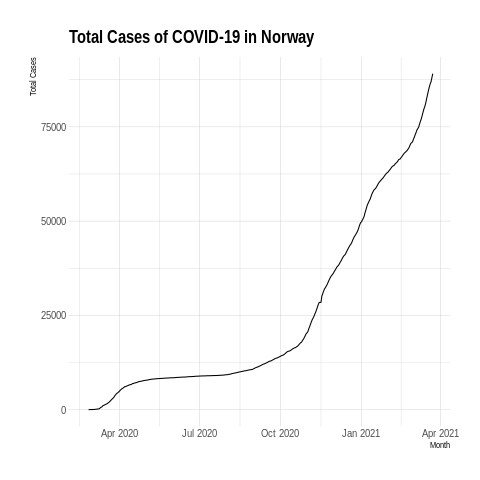 Total Cases of COVID-19 in Norway
Total Cases
75000
50000
25000
0
Apr 2020
Jul 2020
Oct 2020
Jan 2021
Apr 2021
Month